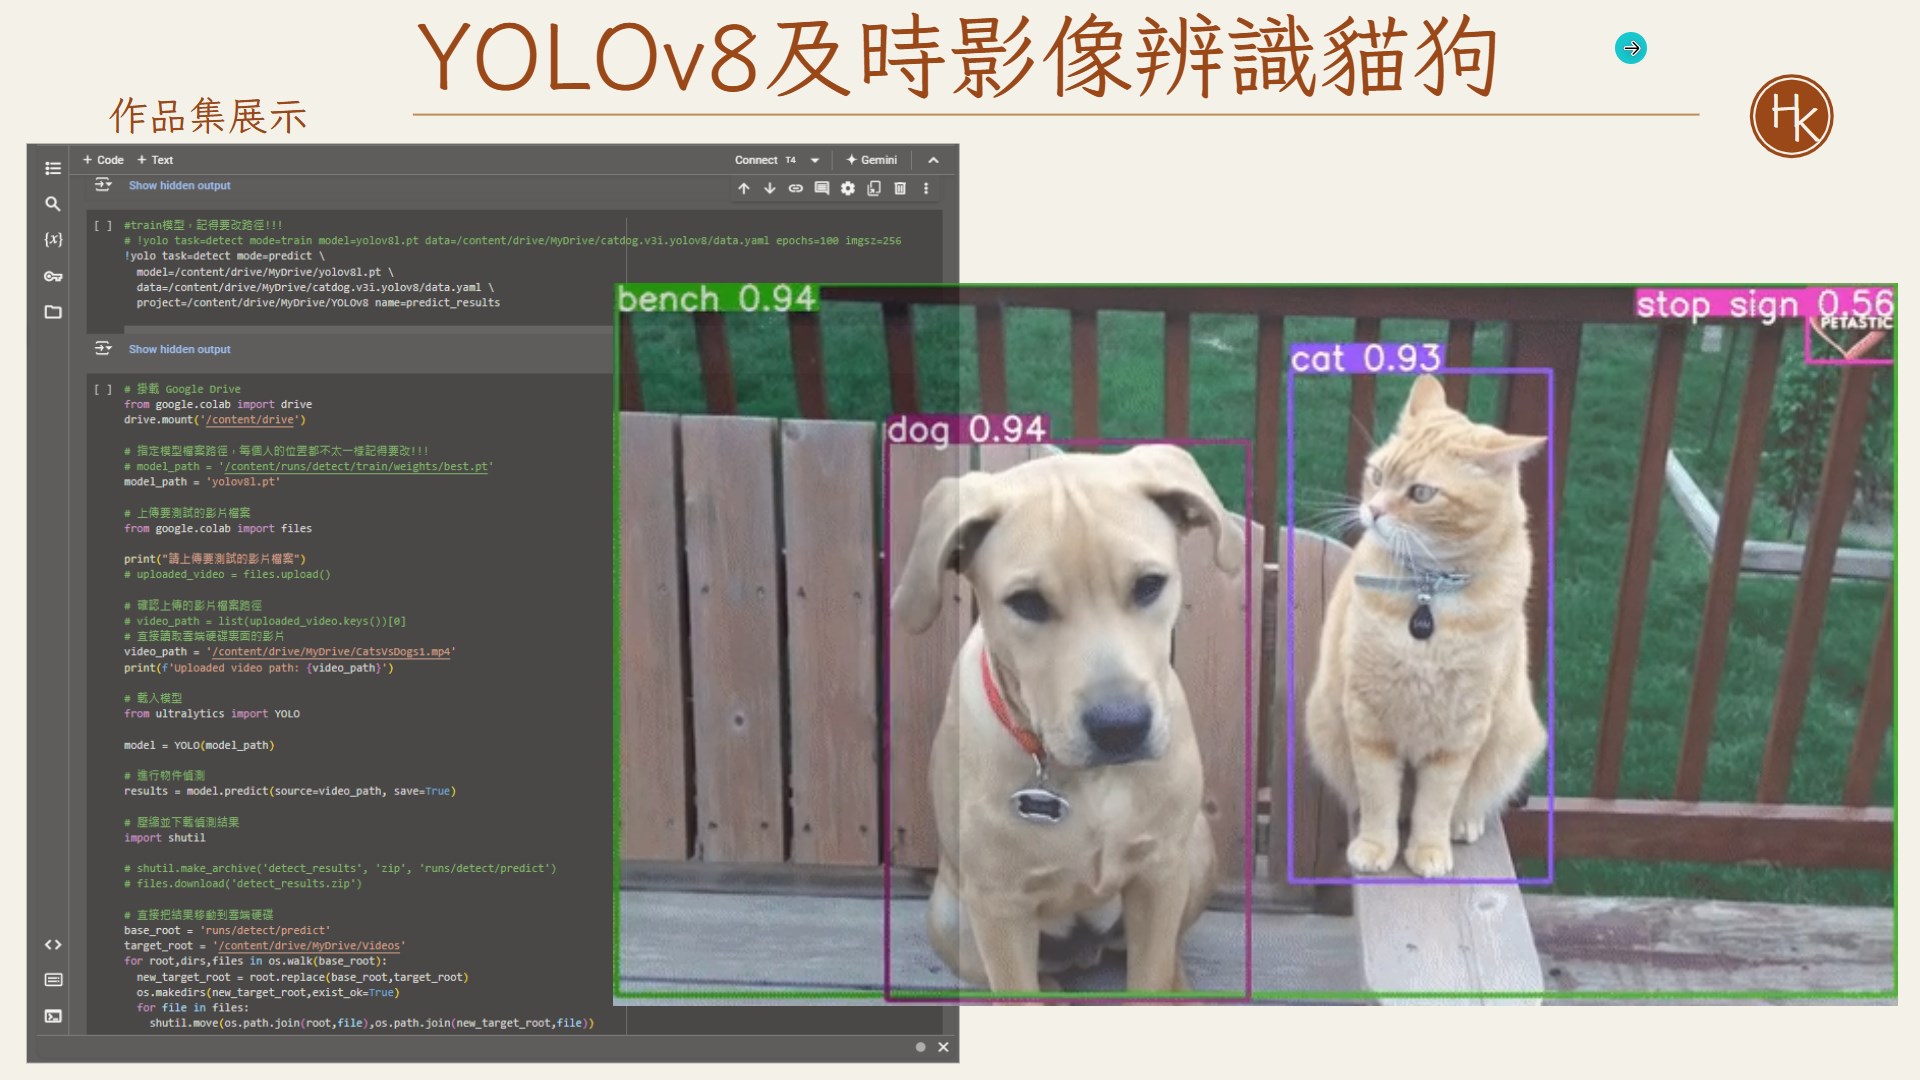 YOLOv8及時影像辨識貓狗
作品集展示
HK
+ Code + Text
Connect T4
Gemini
Show hidden output
[ ] #train模型，記得要改路徑!!!
# !yolo task=detect mode=train model=yolov8l.pt data=/content/drive/MyDrive/catdog.v3i.yolov8/data.yaml epochs=100 imgsz=256
!yolo task=detect mode=predict \
model=/content/drive/MyDrive/yolov8l.pt \
data=/content/drive/MyDrive/catdog.v3i.yolov8/data.yaml \
project=/content/drive/MyDrive/YOLOv8 name=predict_results
Show hidden output
[ ] # 掛載 Google Drive
from google.colab import drive
drive.mount('/content/drive')
# 指定模型檔案路徑，每個人的位置都不太一樣記得要改!!!
# model_path = '/content/runs/detect/train/weights/best.pt'
model_path = 'yolov8l.pt'
# 上傳要測試的影片檔案
from google.colab import files
print("請上傳要測試的影片檔案")
# uploaded_video = files.upload()
# 確認上傳的影片檔案路徑
# video_path = list(uploaded_video.keys())[0]
# 直接讀取雲端硬碟裏面的影片
video_path = '/content/drive/MyDrive/CatsVsDogs1.mp4'
print(f'Uploaded video path: {video_path}')
# 載入模型
from ultralytics import YOLO
model = YOLO(model_path)
# 進行物件偵測
results = model.predict(source=video_path, save=True)
# 壓縮並下載偵測結果
import shutil
# shutil.make_archive('detect_results', 'zip', 'runs/detect/predict')
# files.download('detect_results.zip')
# 直接把結果移動到雲端硬碟
base_root = 'runs/detect/predict'
target_root = '/content/drive/MyDrive/Videos'
for root,dirs,files in os.walk(base_root):
new_target_root = root.replace(base_root,target_root)
os.makedirs(new_target_root,exist_ok=True)
for file in files:
shutil.move(os.path.join(root,file),os.path.join(new_target_root,file))
bench 0.94
stop sign 0.56
PETASTIC
cat 0.93
dog 0.94